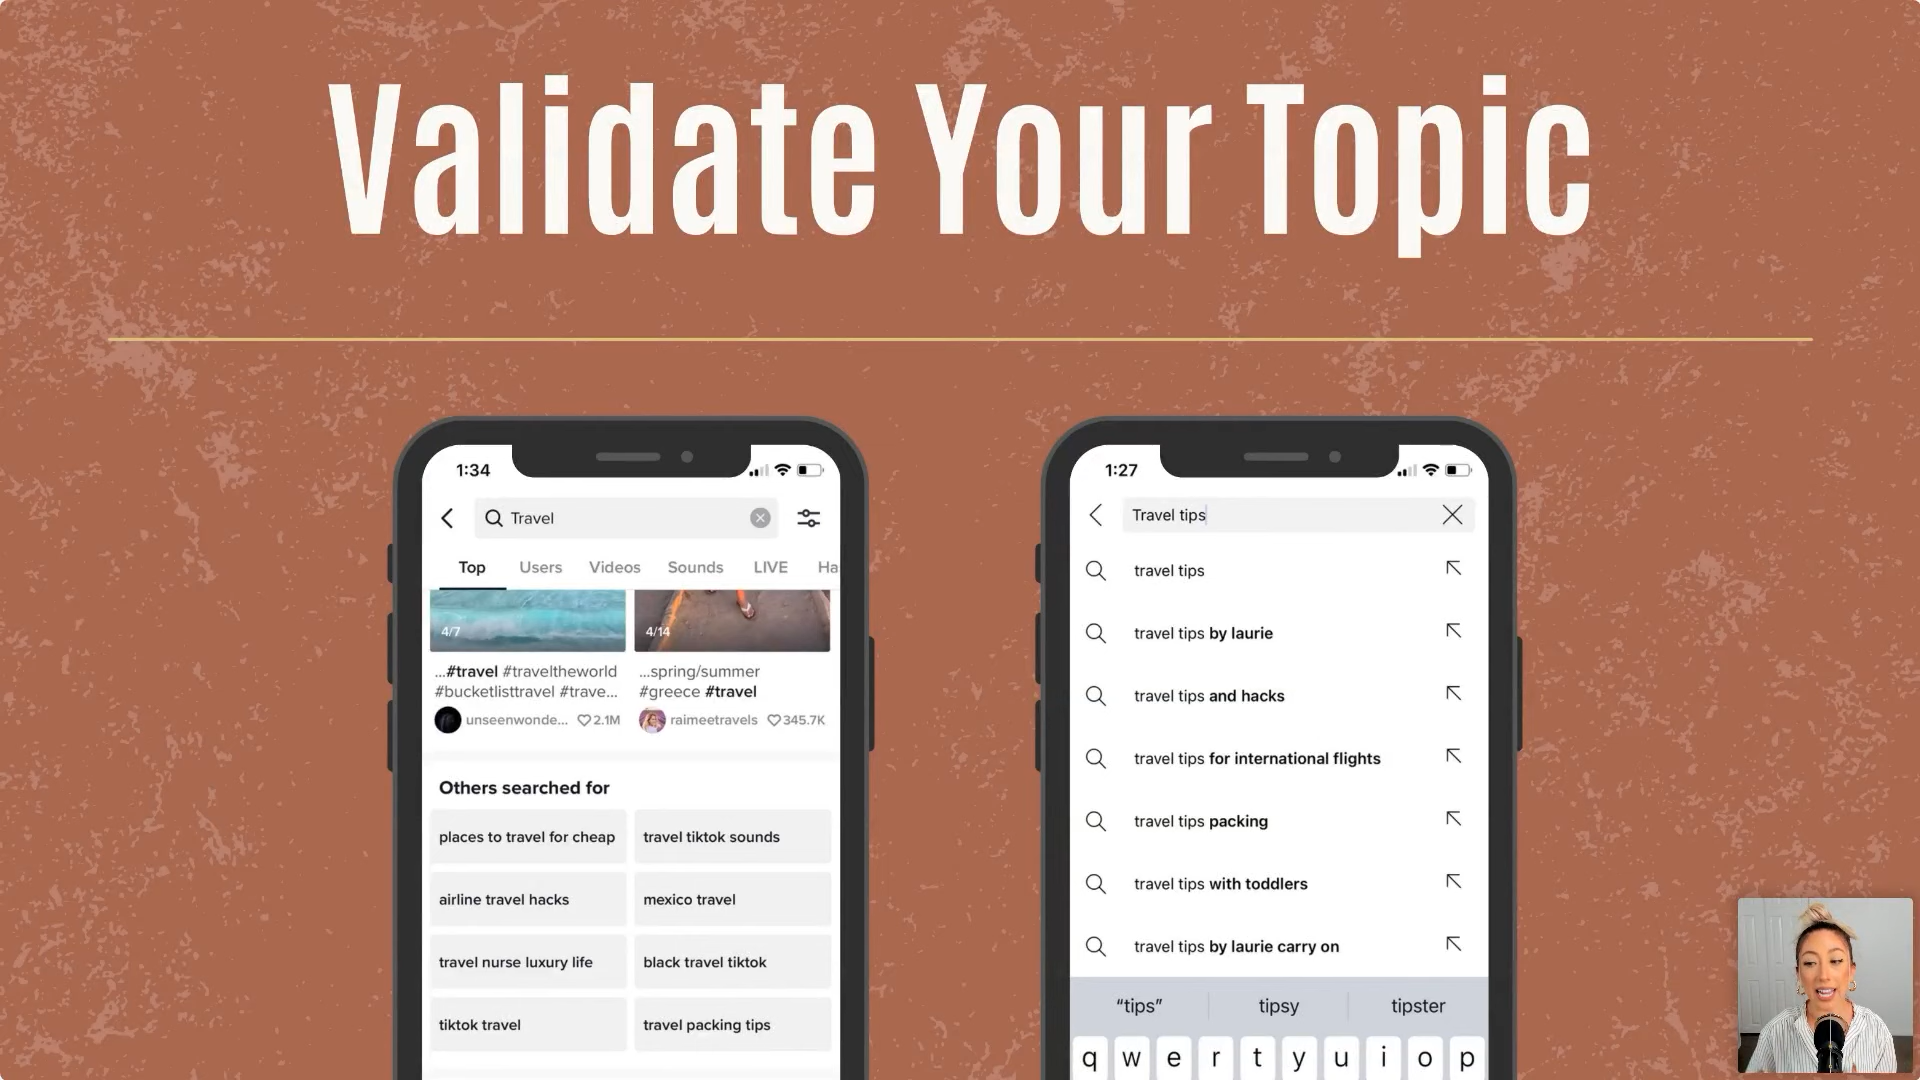 Validate Your Topic
1:34
Travel
Top Users Videos Sounds LIVE Ha
4/7
4/14
...#travel #traveltheworld
#bucketlisttravel #trave...
unseenwonde... 2.1M
...spring/summer
#greece #travel
raimeetravels 345.7K
Others searched for
places to travel for cheap
travel tiktok sounds
airline travel hacks
mexico travel
travel nurse luxury life
black travel tiktok
tiktok travel
travel packing tips
1:27
Travel tips
travel tips
travel tips by laurie
travel tips and hacks
travel tips for international flights
travel tips packing
travel tips with toddlers
travel tips by laurie carry on
“tips” tipsy tipster
q w e r t y u i o p